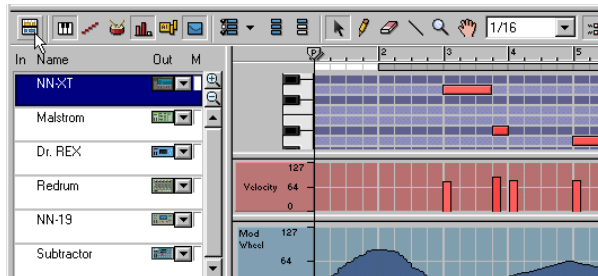 1/16
In Name Out M
P 2 3 4 5
NN-XT
Malstrom
Dr. REX
Redrum
NN-19
Subtractor
127
Velocity 64
0
Mod Wheel 127
64